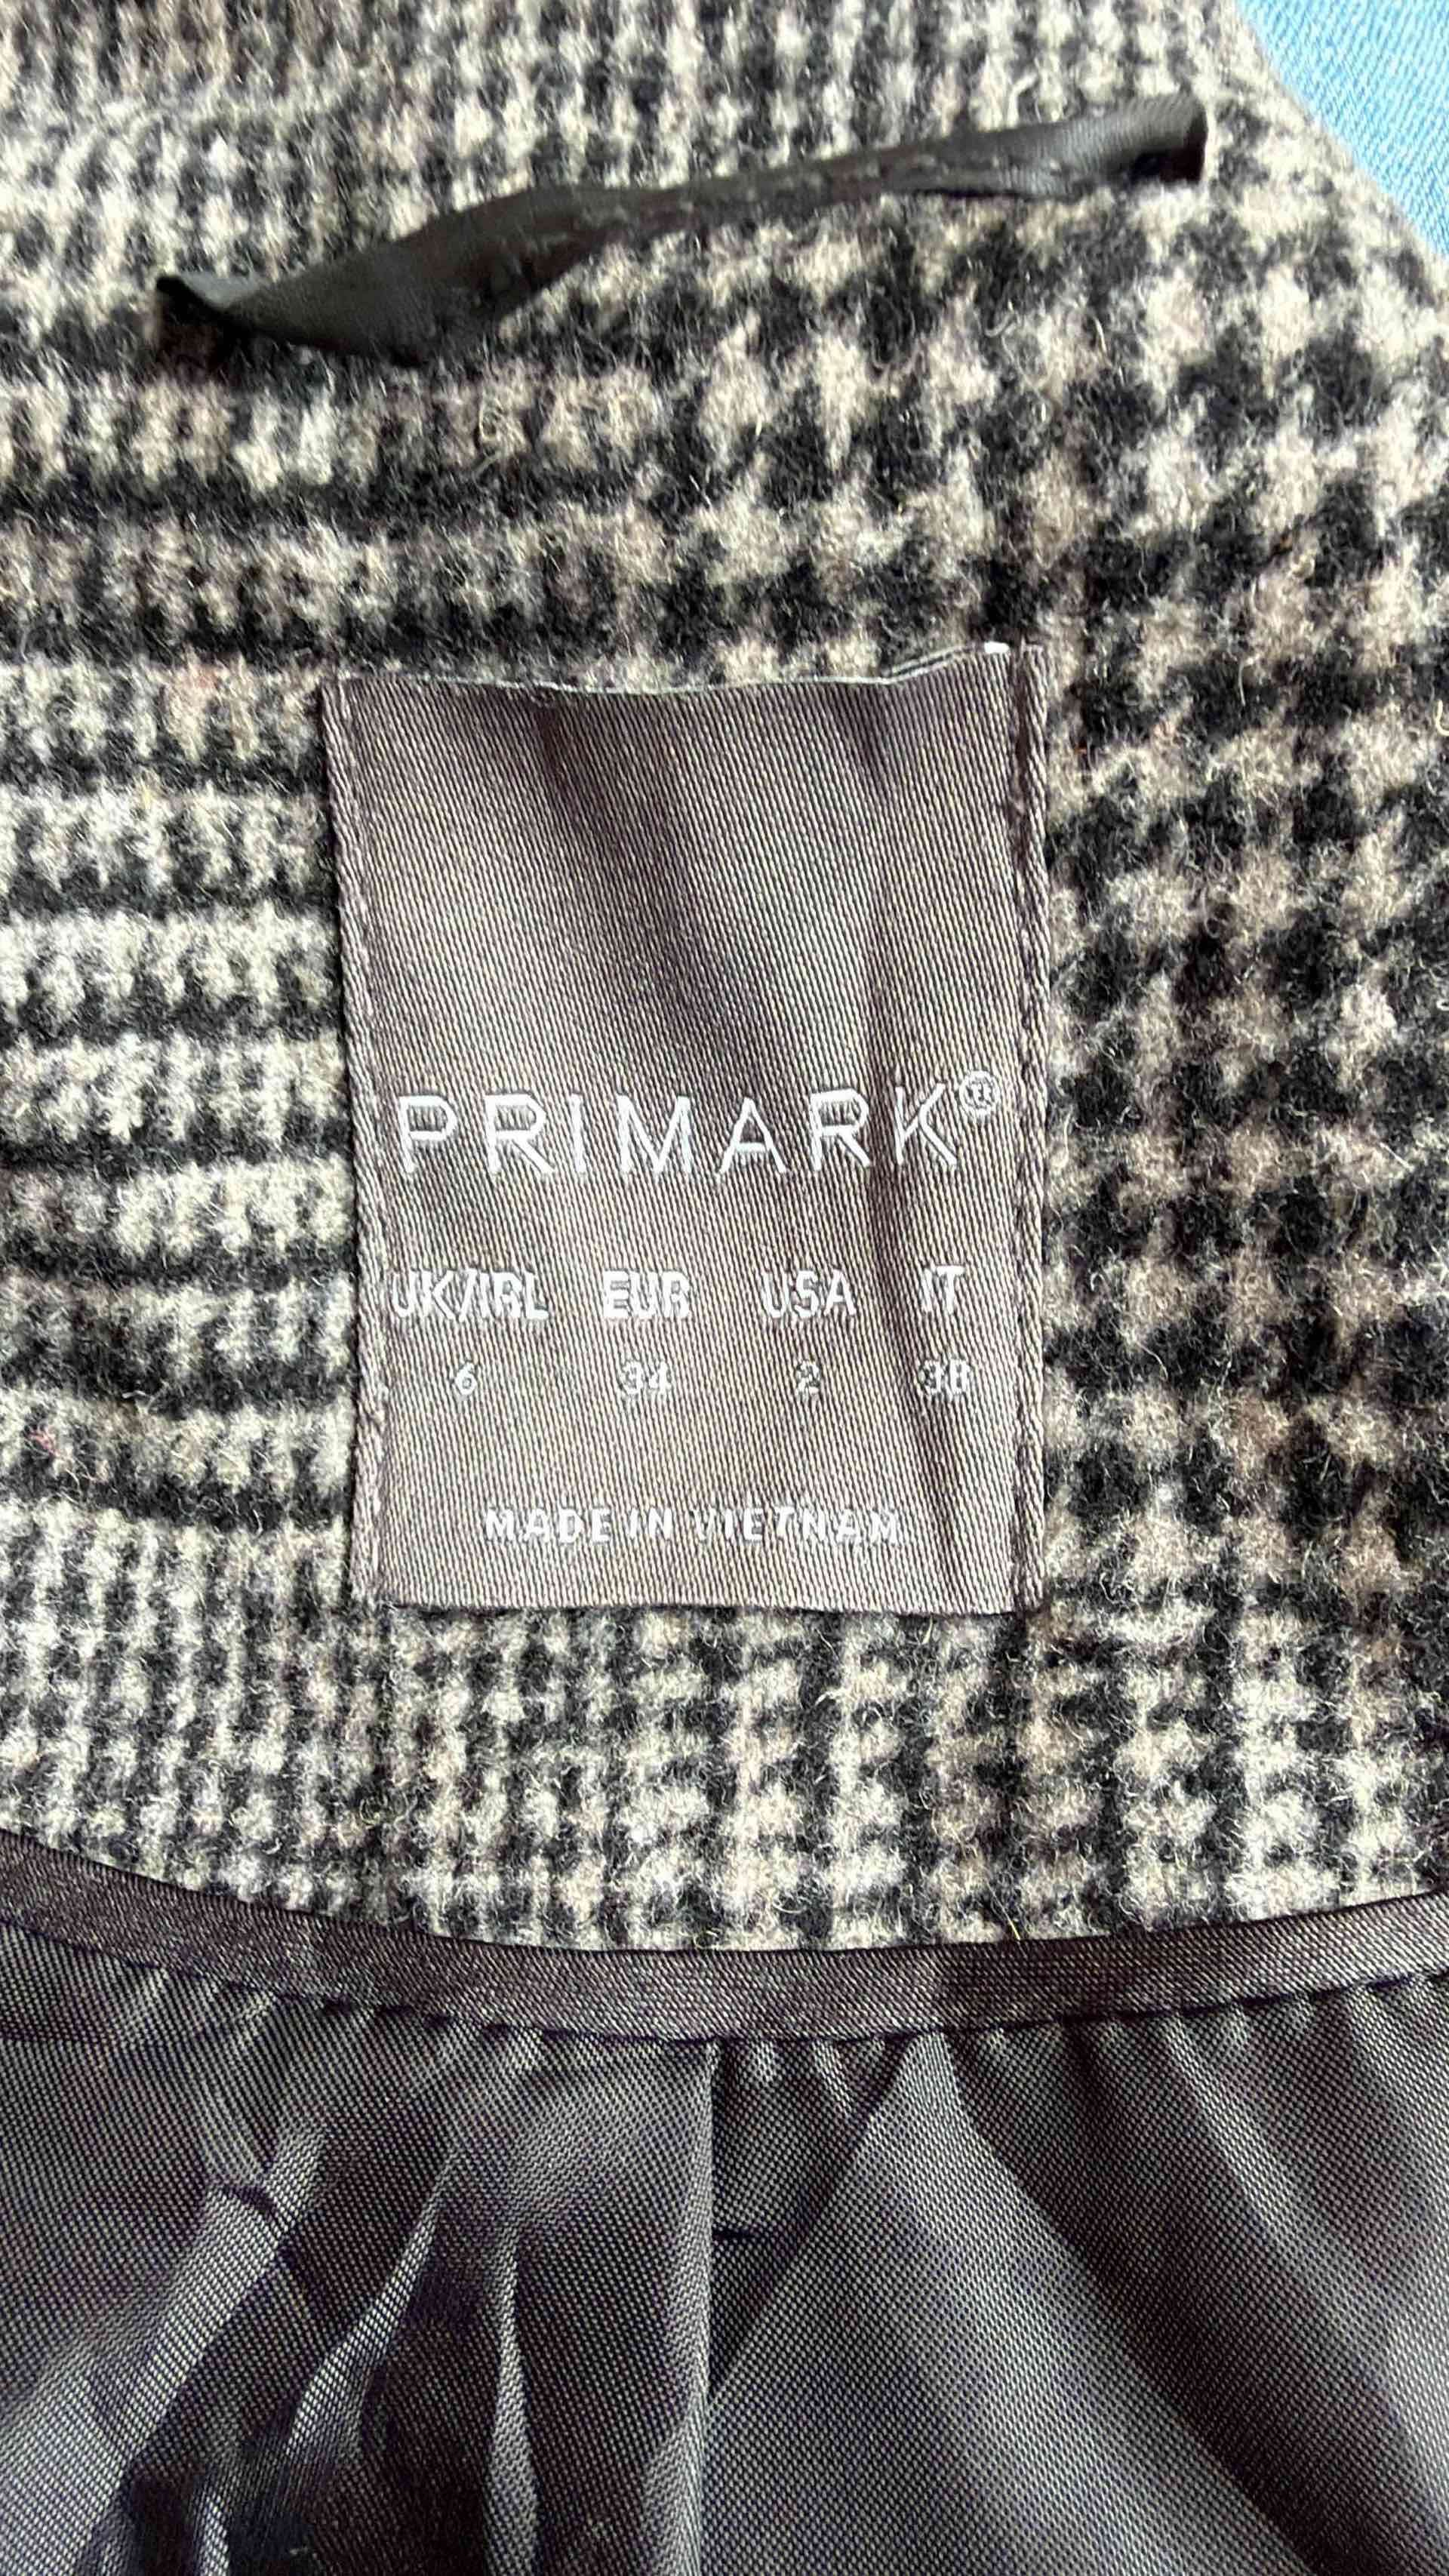 PRIMARK®
UK/IRL EUR USA IT
6 34 2 38
MADE IN VIETNAM